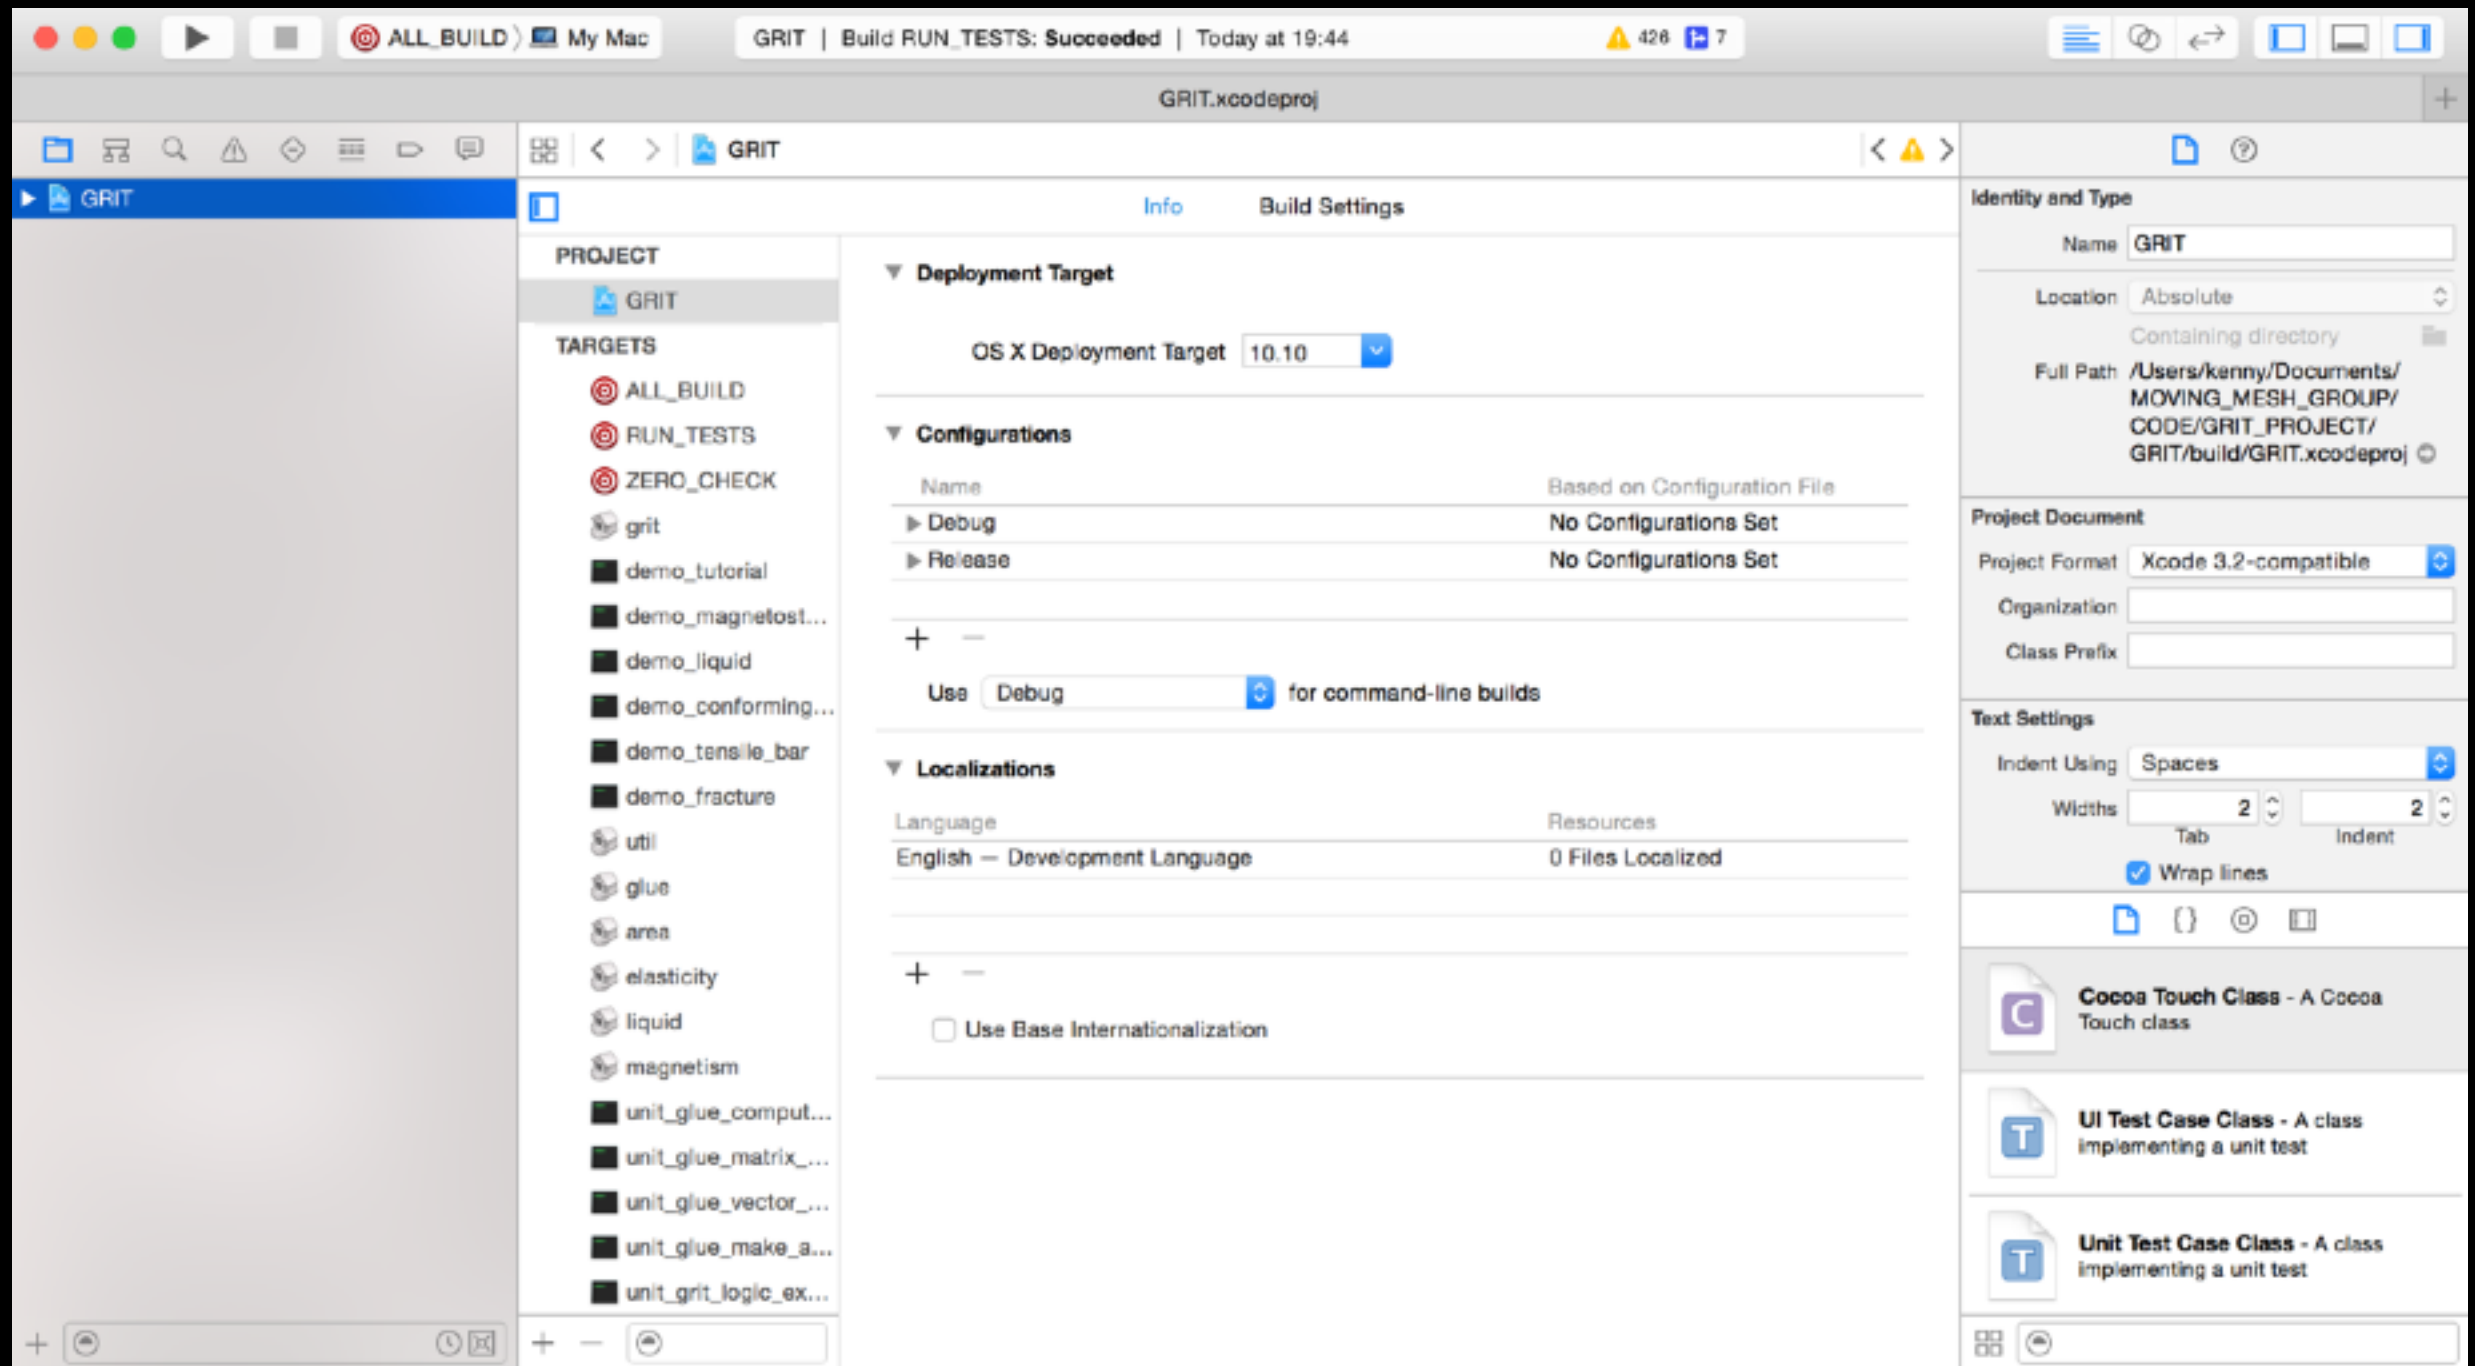 ALL_BUILD My Mac
GRIT | Build RUN_TESTS: Succeeded | Today at 19:44
426 7
GRIT.xcodeproj
GRIT
GRIT
Info Build Settings
PROJECT
GRIT
TARGETS
ALL_BUILD
RUN_TESTS
ZERO_CHECK
grit
demo_tutorial
demo_magnetost...
demo_liquid
demo_conforming...
demo_tensile_bar
demo_fracture
util
glue
area
elasticity
liquid
magnetism
unit_glue_comput...
unit_glue_matrix_...
unit_glue_vector_...
unit_glue_make_a...
unit_grit_logic_ex...
Deployment Target
OS X Deployment Target 10.10
Configurations
Name Based on Configuration File
Debug No Configurations Set
Release No Configurations Set
Use Debug for command-line builds
Localizations
Language Resources
English — Development Language 0 Files Localized
Use Base Internationalization
Identity and Type
Name GRIT
Location Absolute
Containing directory
Full Path /Users/kenny/Documents/
MOVING_MESH_GROUP/
CODE/GRIT_PROJECT/
GRIT/build/GRIT.xcodeproj
Project Document
Project Format Xcode 3.2-compatible
Organization
Class Prefix
Text Settings
Indent Using Spaces
Widths 2 2
Tab Indent
Wrap lines
{}
C
Cocoa Touch Class - A Cocoa
Touch class
T
UI Test Case Class - A class
implementing a unit test
T
Unit Test Case Class - A class
implementing a unit test